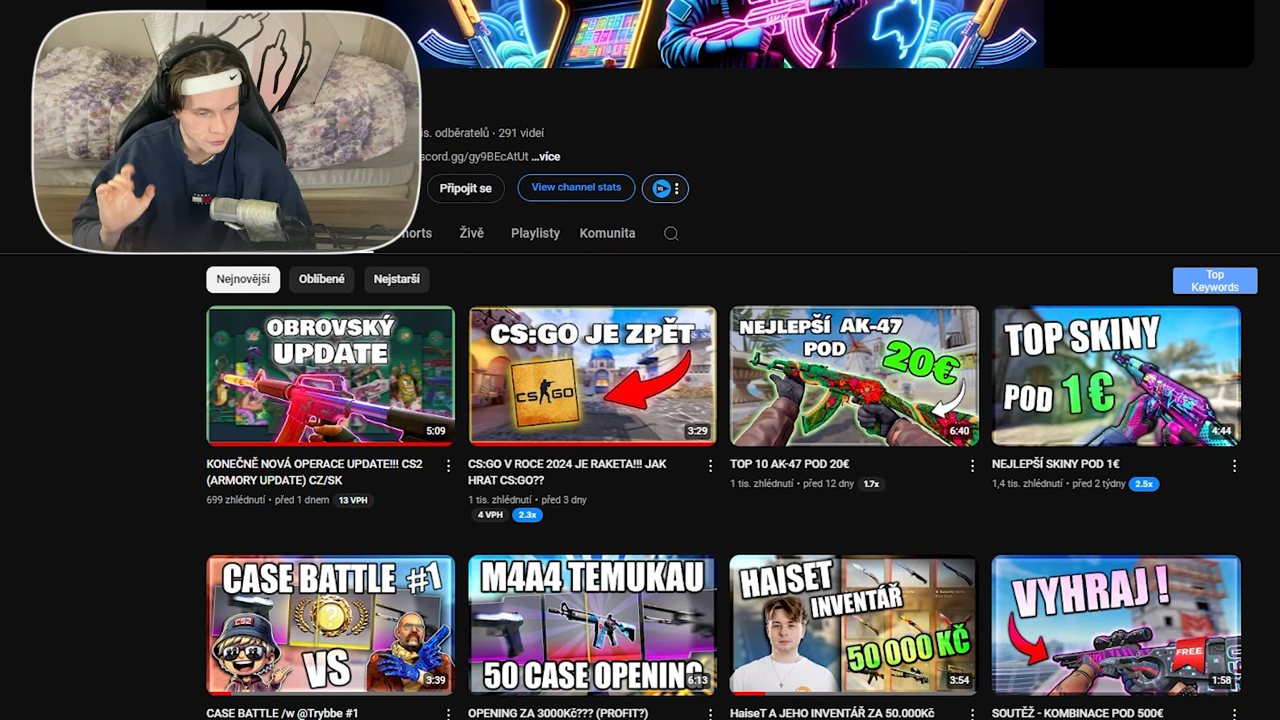 is. odběratelů · 291 videí
scord.gg/gy9BEcAtUt ...více
Připojit se
View channel stats
horts
Živě
Playlisty
Komunita
Nejnovější
Oblíbené
Nejstarší
Top
Keywords
OBROVSKÝ
UPDATE
5:09
CS:GO JE ZPĚT
CS GO
3:29
NEJLEPŠÍ AK-47
POD
20€
6:40
TOP SKINY
POD 1€
4:44
KONEČNĚ NOVÁ OPERACE UPDATE!!! CS2
(ARMORY UPDATE) CZ/SK
699 zhlédnutí · před 1 dnem 13 VPH
CS:GO V ROCE 2024 JE RAKETA!!! JAK
HRAT CS:GO??
1 tis. zhlédnutí · před 3 dny
4 VPH 2.3x
TOP 10 AK-47 POD 20€
1 tis. zhlédnutí · před 12 dny 1.7x
NEJLEPŠÍ SKINY POD 1€
1,4 tis. zhlédnutí · před 2 týdny 2.5x
CASE BATTLE #1
CS2
VS
3:39
M4A4 TEMUKAU
50 CASE OPENING
6:13
HAISET
INVENTÁŘ
50 000 KČ
3:54
VYHRAJ !
FREE
1:58
CASE BATTLE /w @Trybbe #1
OPENING ZA 3000Kč??? (PROFIT?)
HaiseT A JEHO INVENTÁŘ ZA 50.000Kč
SOUTĚŽ - KOMBINACE POD 500€